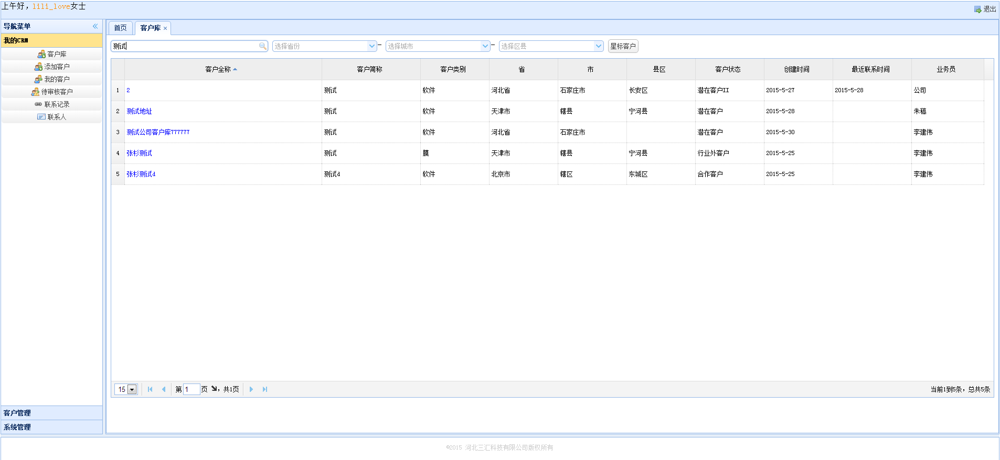 上午好，lili_love女士
退出
导航菜单
我的CRM
客户库
添加客户
我的客户
待审核客户
联系记录
联系人
客户管理
系统管理
首页 客户库
测试 选择省份 - 选择城市 - 选择区县 星标客户
客户全称 客户简称 客户类别 省 市 县区 客户状态 创建时间 最近联系时间 业务员
1 2 测试 软件 河北省 石家庄市 长安区 潜在客户II 2015-5-27 2015-5-28 公司
2 测试地址 测试 软件 天津市 辖县 宁河县 潜在客户 2015-5-28 朱稿
3 测试公司客户库777777 测试 软件 河北省 石家庄市 潜在客户 2015-5-30 李建伟
4 张杉测试 测试 膜 天津市 辖县 宁河县 行业外客户 2015-5-25 李建伟
5 张杉测试d 测试d 软件 北京市 辖区 东城区 合作客户 2015-5-25 李建伟
15 第 1 页 ，共1页 当前1到5条，总共5条
©2015 河北三汇科技有限公司版权所有